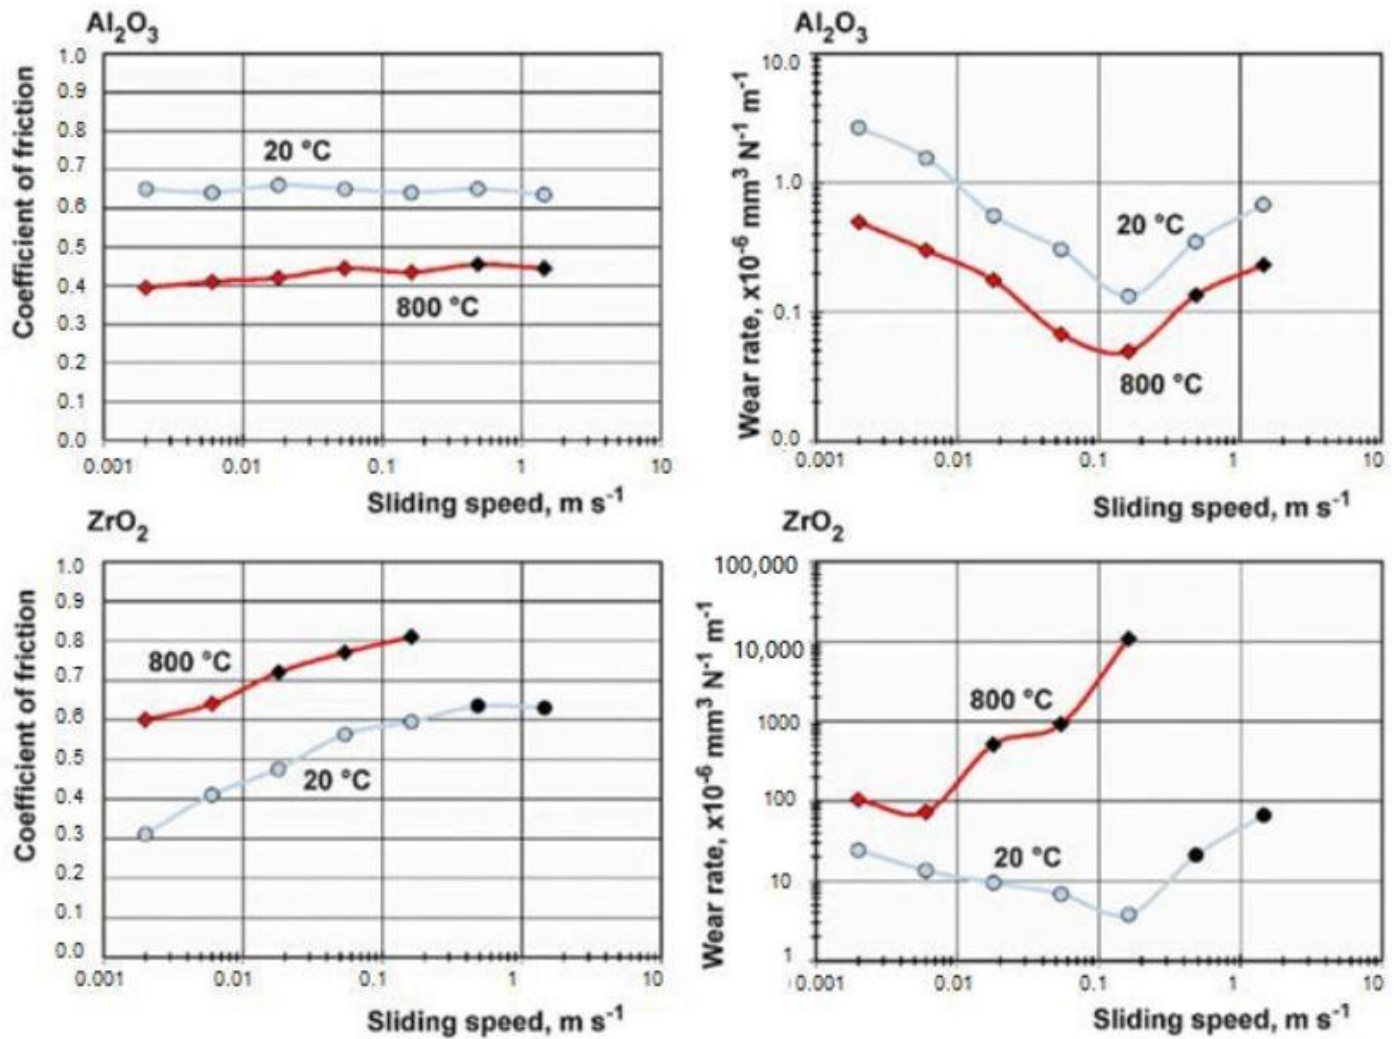 Al₂O₃
Coefficient of friction
1.0
0.9
0.8
0.7
0.6
0.5
0.4
0.3
0.2
0.1
0.0
20 °C
800 °C
0.001 0.01 0.1 1 10
Sliding speed, m s⁻¹
Al₂O₃
Wear rate, x10⁻⁶ mm³ N⁻¹ m⁻¹
10.0
1.0
0.1
0.0
20 °C
800 °C
0.001 0.01 0.1 1 10
Sliding speed, m s⁻¹
ZrO₂
Coefficient of friction
1.0
0.9
0.8
0.7
0.6
0.5
0.4
0.3
0.2
0.1
0.0
800 °C
20 °C
0.001 0.01 0.1 1 10
Sliding speed, m s⁻¹
ZrO₂
Wear rate, x10⁻⁶ mm³ N⁻¹ m⁻¹
100,000
10,000
1000
100
10
1
800 °C
20 °C
0.001 0.01 0.1 1 10
Sliding speed, m s⁻¹